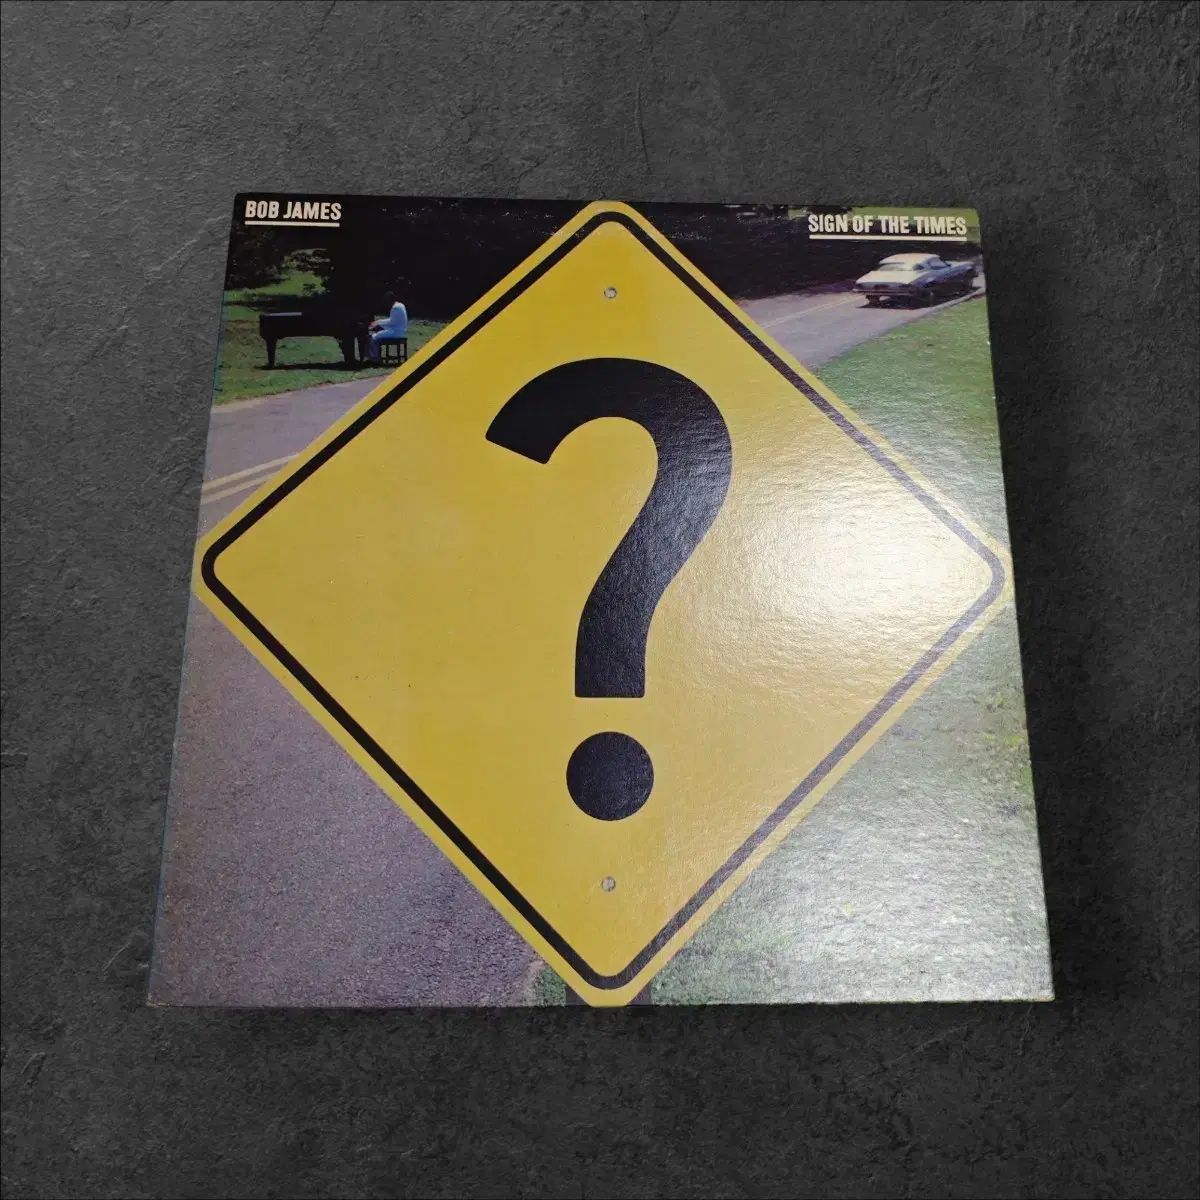 BOB JAMES
SIGN OF THE TIMES
?